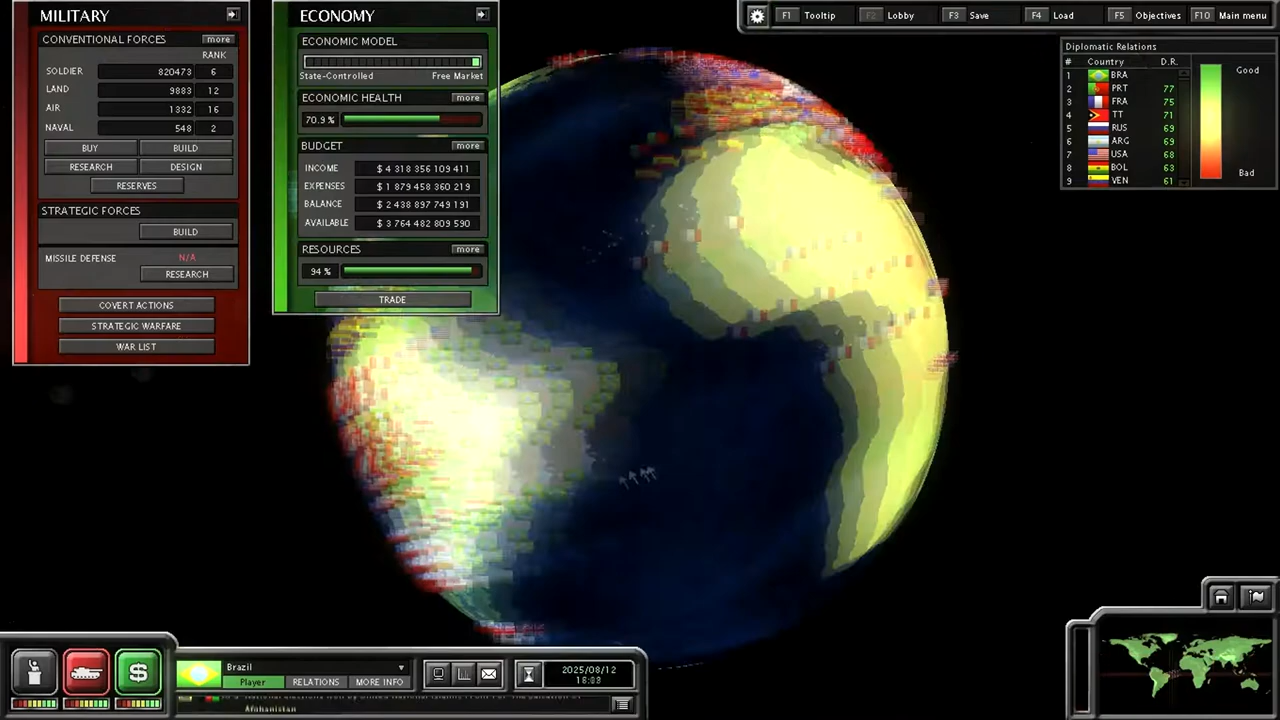 MILITARY
CONVENTIONAL FORCES more
RANK
SOLDIER 820473 6
LAND 9883 12
AIR 1332 16
NAVAL 548 2
BUY BUILD
RESEARCH DESIGN
RESERVES
STRATEGIC FORCES
BUILD
MISSILE DEFENSE N/A
RESEARCH
COVERT ACTIONS
STRATEGIC WARFARE
WAR LIST
ECONOMY
ECONOMIC MODEL
State-Controlled Free Market
ECONOMIC HEALTH more
70.9 %
BUDGET more
INCOME $ 4 318 356 109 411
EXPENSES $ 1 879 458 360 219
BALANCE $ 2 438 897 749 191
AVAILABLE $ 3 764 482 809 590
RESOURCES more
94 %
TRADE
F1 Tooltip F2 Lobby F3 Save F4 Load F5 Objectives F10 Main menu
Diplomatic Relations
# Country D.R.
1 BRA
2 PRT 77
3 FRA 75
4 TT 71
5 RUS 69
6 ARG 69
7 USA 68
8 BOL 63
9 VEN 61
Good
Bad
Brazil
Player RELATIONS MORE INFO
2025/08/12
Afghanistan